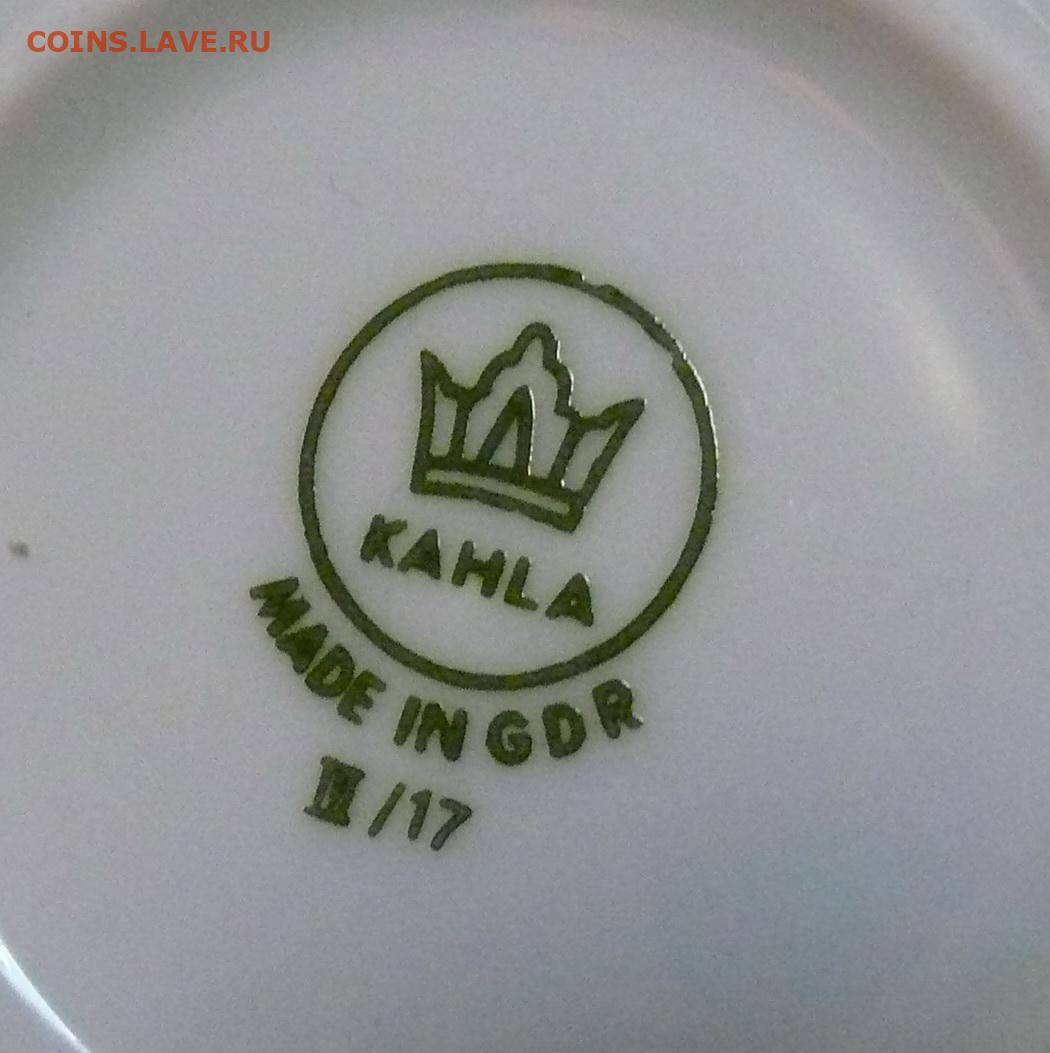 COINS.LAVE.RU
KAHLA
MADE IN GDR
III/17